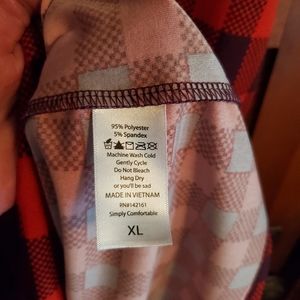 95% Polyester
5% Spandex
Machine Wash Cold
Gently Cycle
Do Not Bleach
Hang Dry
or you'll be sad
MADE IN VIETNAM
RN#142161
Simply Comfortable
XL